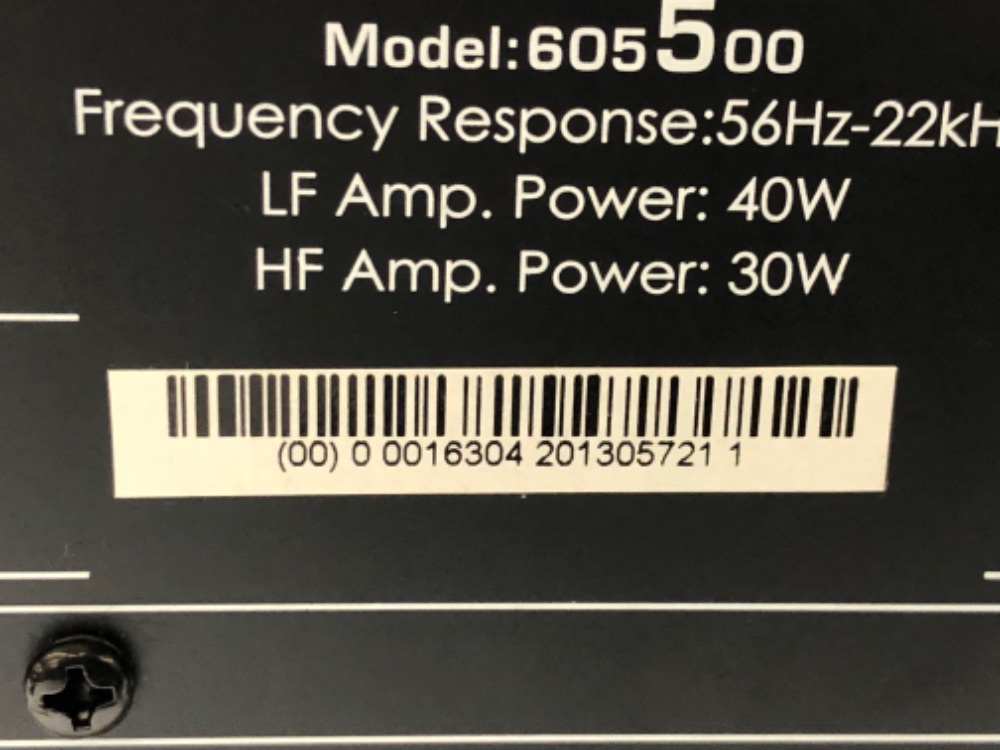 Model:605500
Frequency Response:56Hz-22kH
LF Amp. Power: 40W
HF Amp. Power: 30W
(00) 0 0016304 201305721 1